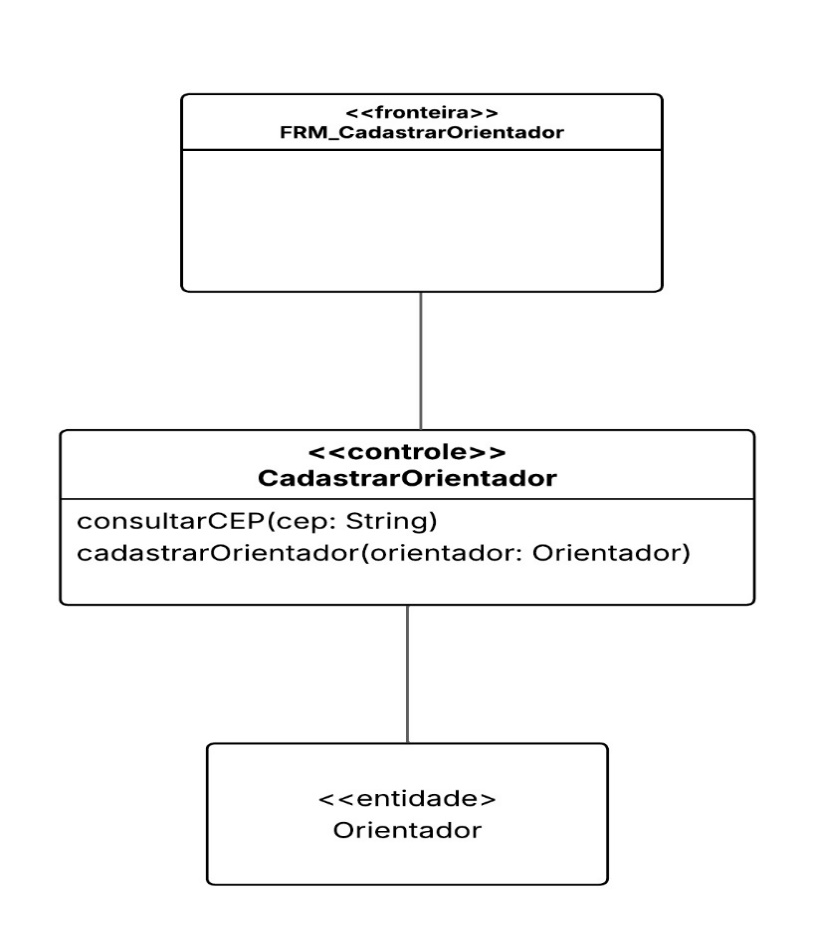 <<fronteira>>
FRM_CadastrarOrientador
<<controle>>
CadastrarOrientador
consultarCEP(cep: String)
cadastrarOrientador(orientador: Orientador)
<<entidade>
Orientador